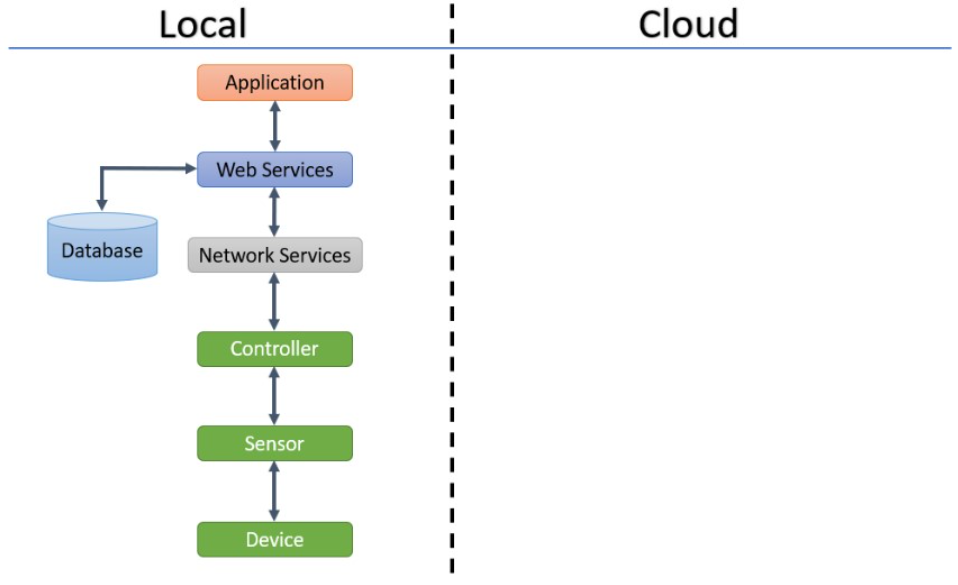 Local
Cloud
Application
Web Services
Database
Network Services
Controller
Sensor
Device